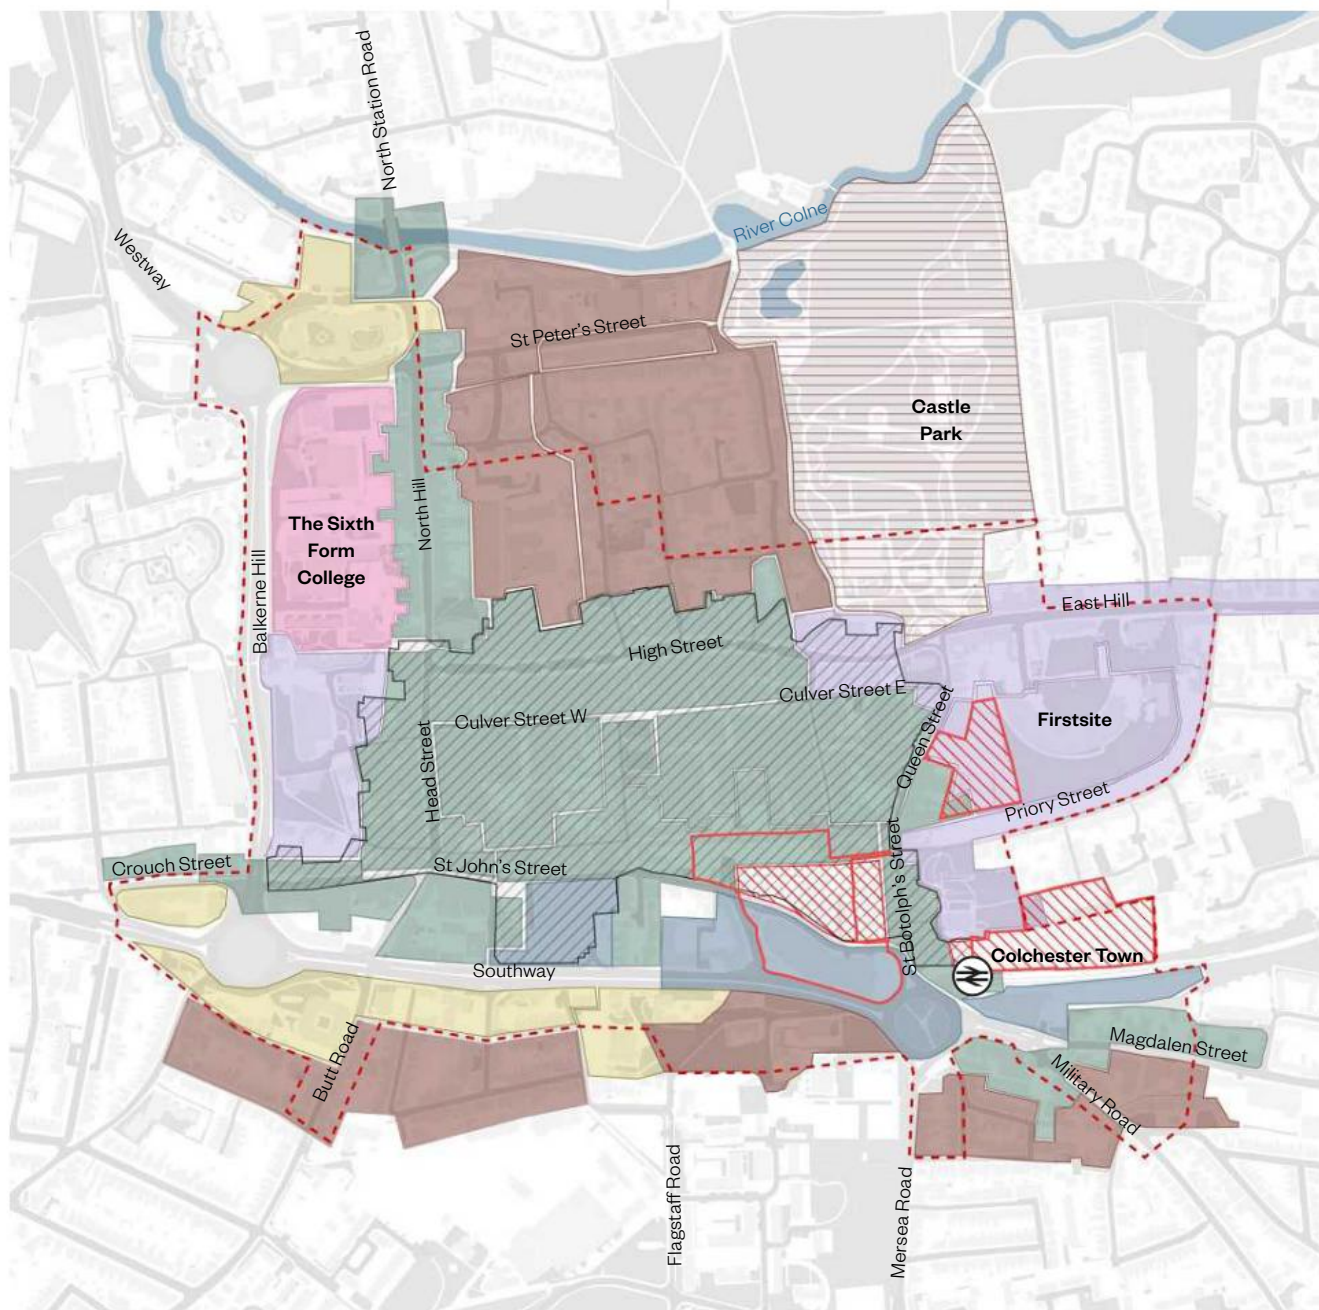 North Station Road
Westway
River Colne
St Peter's Street
Castle
Park
North Hill
The Sixth
Form
College
Balkerne Hill
East Hill
High Street
Culver Street E
Culver Street W
Queen Street
Firstsite
Head Street
Priory Street
Crouch Street
St John's Street
St Botolph's Street
Colchester Town
Southway
Magdalen Street
Butt Road
Military Road
Flagstaff Road
Mersea Road